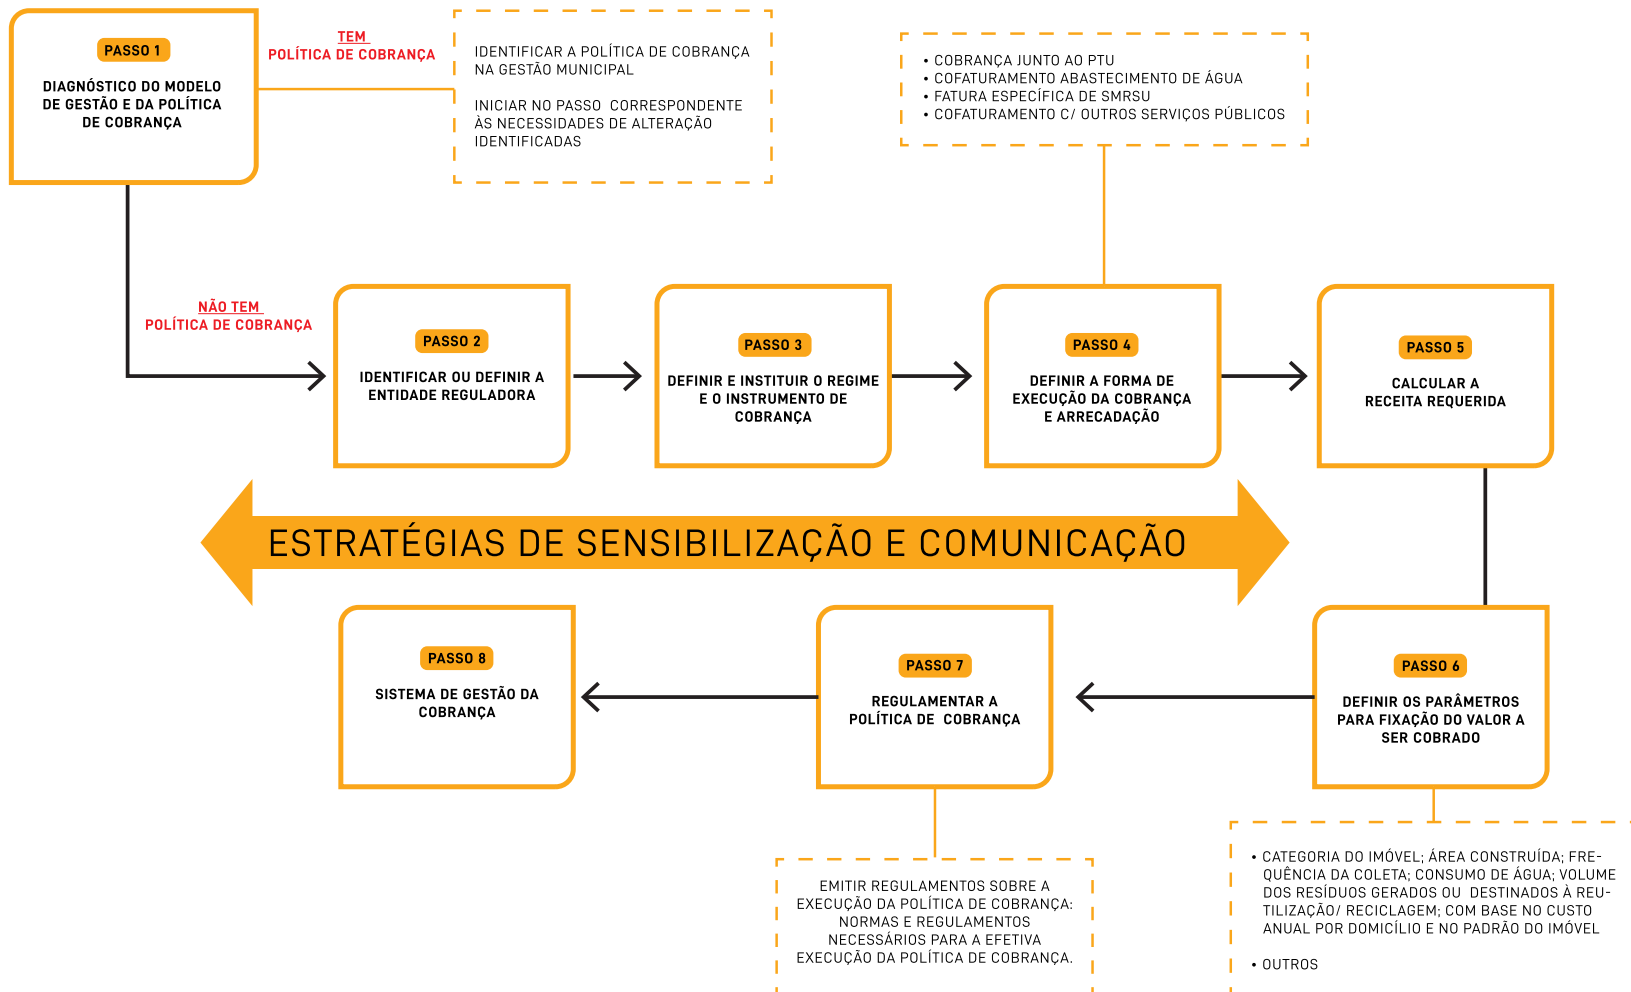 PASSO 1
DIAGNÓSTICO DO MODELO
DE GESTÃO E DA POLÍTICA
DE COBRANÇA
TEM
POLÍTICA DE COBRANÇA
IDENTIFICAR A POLÍTICA DE COBRANÇA
NA GESTÃO MUNICIPAL
INICIAR NO PASSO CORRESPONDENTE
ÀS NECESSIDADES DE ALTERAÇÃO
IDENTIFICADAS
• COBRANÇA JUNTO AO PTU
• COFATURAMENTO ABASTECIMENTO DE ÁGUA
• FATURA ESPECÍFICA DE SMRSU
• COFATURAMENTO C/ OUTROS SERVIÇOS PÚBLICOS
NÃO TEM
POLÍTICA DE COBRANÇA
PASSO 2
IDENTIFICAR OU DEFINIR A
ENTIDADE REGULADORA
PASSO 3
DEFINIR E INSTITUIR O REGIME
E O INSTRUMENTO DE
COBRANÇA
PASSO 4
DEFINIR A FORMA DE
EXECUÇÃO DA COBRANÇA
E ARRECADAÇÃO
PASSO 5
CALCULAR A
RECEITA REQUERIDA
ESTRATÉGIAS DE SENSIBILIZAÇÃO E COMUNICAÇÃO
PASSO 6
DEFINIR OS PARÂMETROS
PARA FIXAÇÃO DO VALOR A
SER COBRADO
• CATEGORIA DO IMÓVEL; ÁREA CONSTRUÍDA; FRE-
QUÊNCIA DA COLETA; CONSUMO DE ÁGUA; VOLUME
DOS RESÍDUOS GERADOS OU DESTINADOS À REU-
TILIZAÇÃO/ RECICLAGEM; COM BASE NO CUSTO
ANUAL POR DOMICÍLIO E NO PADRÃO DO IMÓVEL
• OUTROS
PASSO 7
REGULAMENTAR A
POLÍTICA DE COBRANÇA
EMITIR REGULAMENTOS SOBRE A
EXECUÇÃO DA POLÍTICA DE COBRANÇA:
NORMAS E REGULAMENTOS
NECESSÁRIOS PARA A EFETIVA
EXECUÇÃO DA POLÍTICA DE COBRANÇA.
PASSO 8
SISTEMA DE GESTÃO DA
COBRANÇA